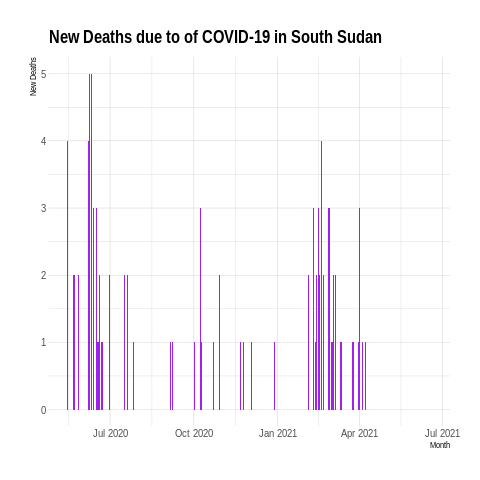 New Deaths due to of COVID-19 in South Sudan
New Deaths
5
4
3
2
1
0
Jul 2020 Oct 2020 Jan 2021 Apr 2021 Jul 2021
Month